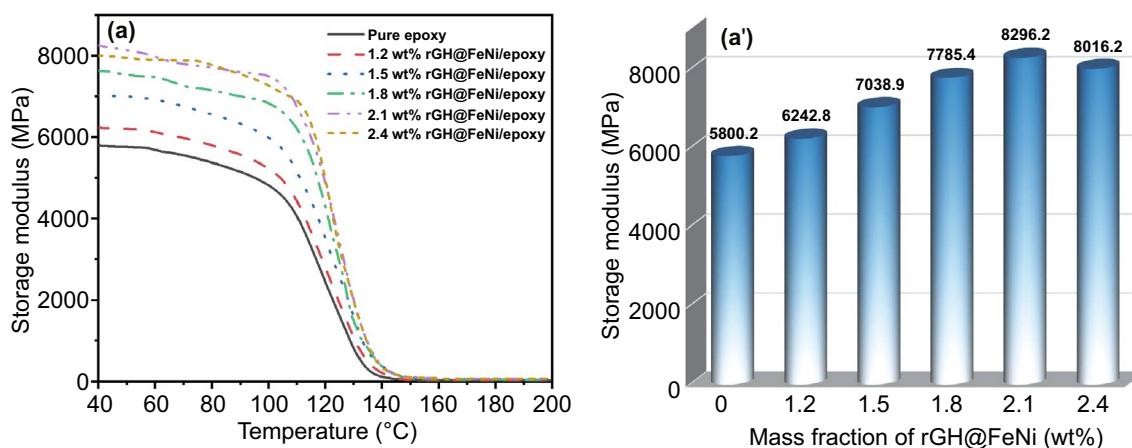 (a)
Pure epoxy
1.2 wt% rGH@FeNi/epoxy
1.5 wt% rGH@FeNi/epoxy
1.8 wt% rGH@FeNi/epoxy
2.1 wt% rGH@FeNi/epoxy
2.4 wt% rGH@FeNi/epoxy
Storage modulus (MPa)
8000
6000
4000
2000
0
40 60 80 100 120 140 160 180 200
Temperature (°C)
(a')
5800.2
6242.8
7038.9
7785.4
8296.2
8016.2
Storage modulus (MPa)
8000
6000
4000
2000
0
0 1.2 1.5 1.8 2.1 2.4
Mass fraction of rGH@FeNi (wt%)